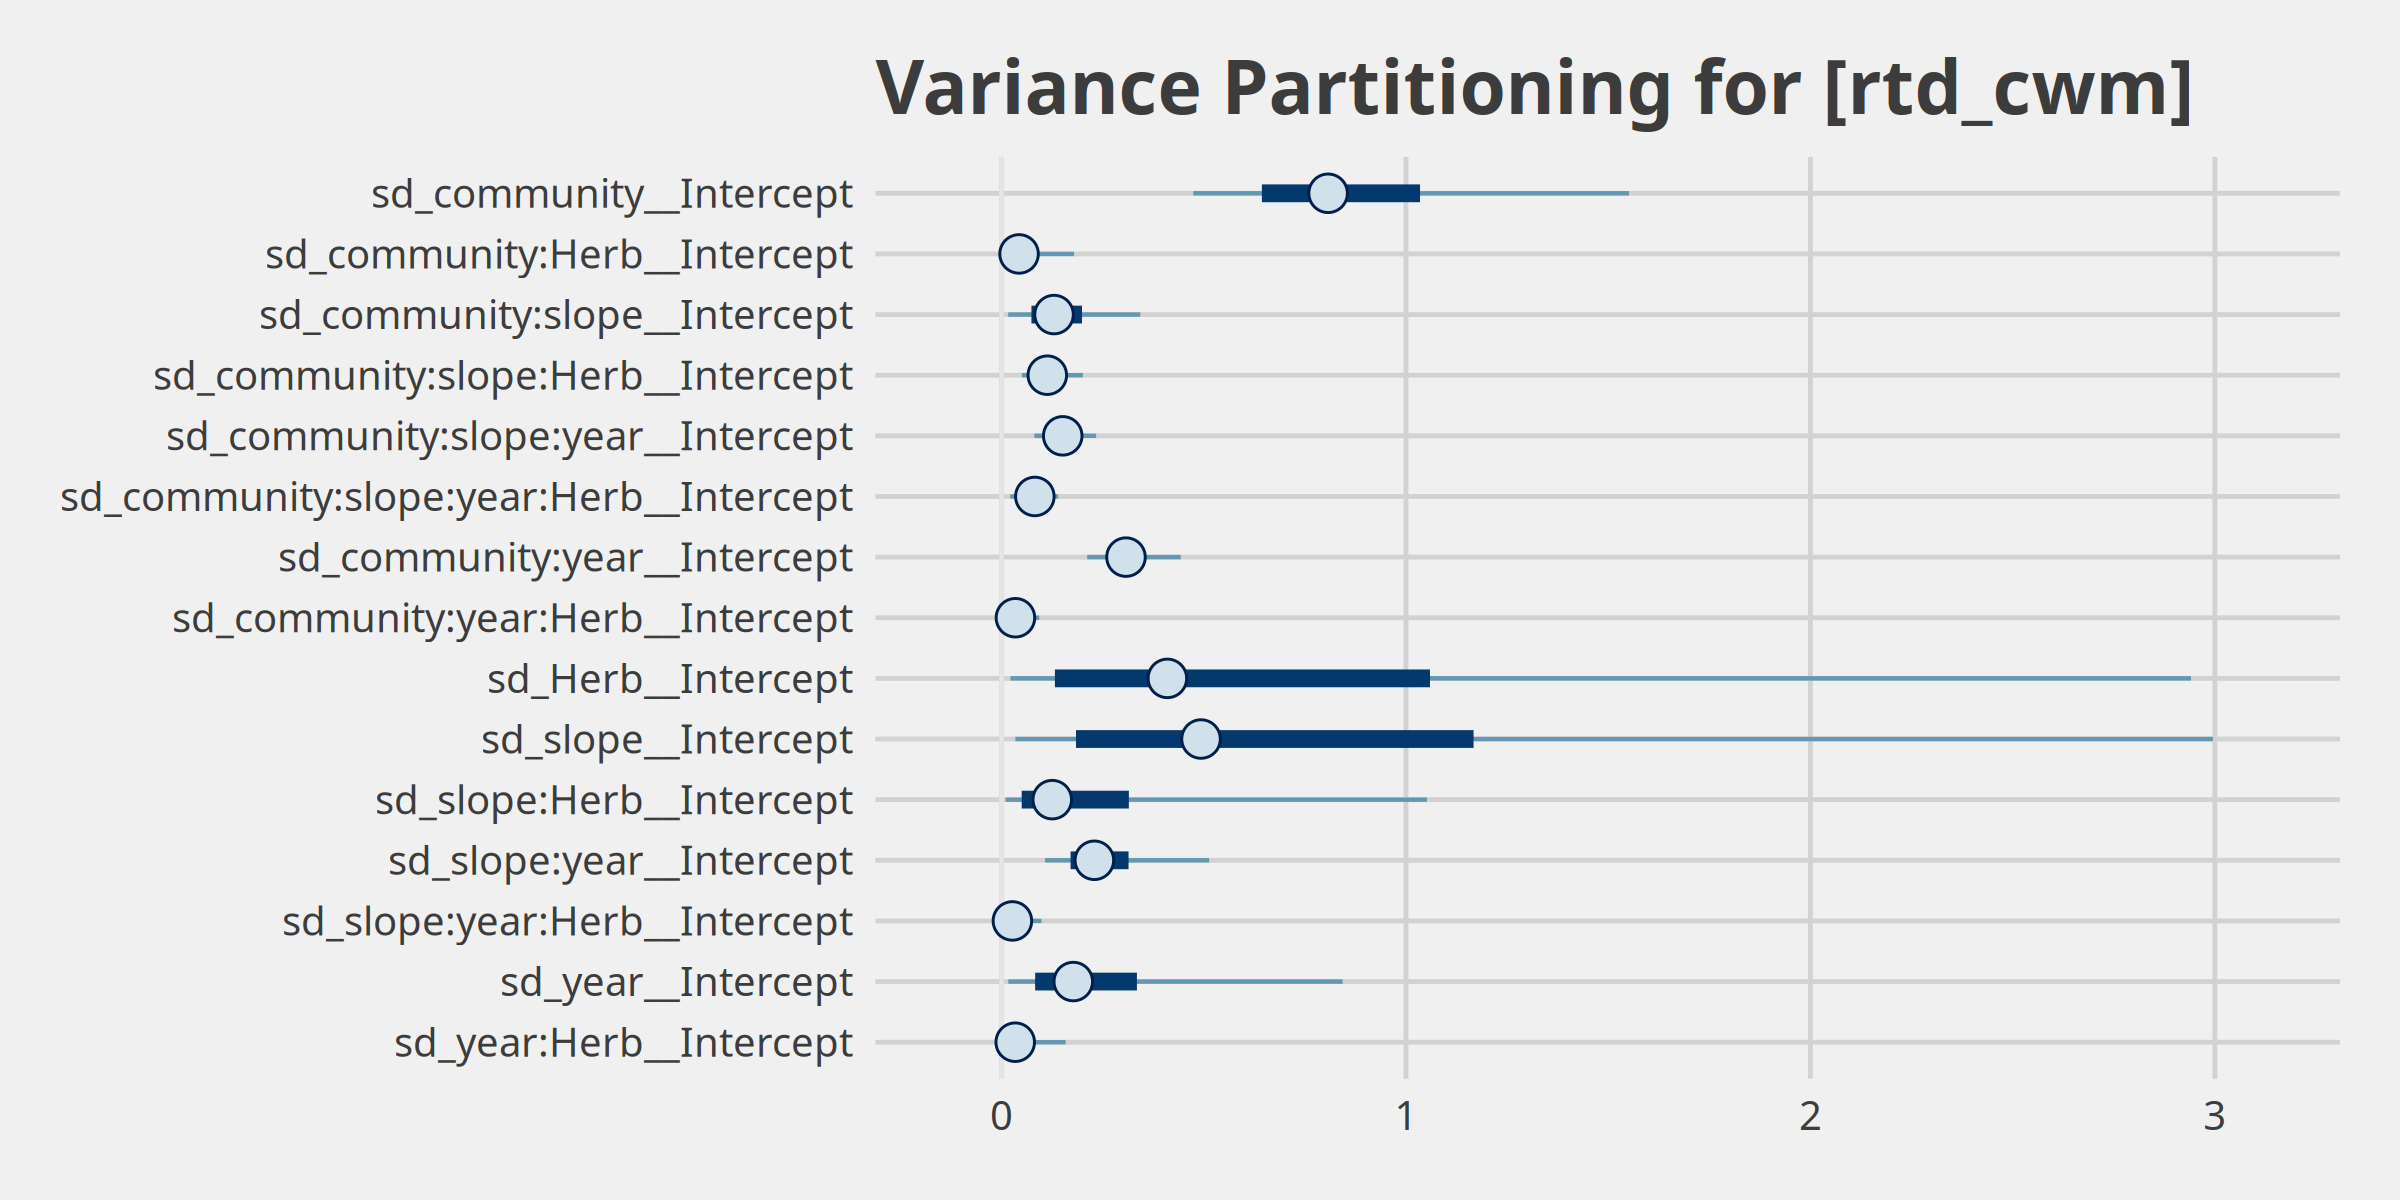 Variance Partitioning for [rtd_cwm]
sd_community__Intercept
sd_community:Herb__Intercept
sd_community:slope__Intercept
sd_community:slope:Herb__Intercept
sd_community:slope:year__Intercept
sd_community:slope:year:Herb__Intercept
sd_community:year__Intercept
sd_community:year:Herb__Intercept
sd_Herb__Intercept
sd_slope__Intercept
sd_slope:Herb__Intercept
sd_slope:year__Intercept
sd_slope:year:Herb__Intercept
sd_year__Intercept
sd_year:Herb__Intercept
0 1 2 3